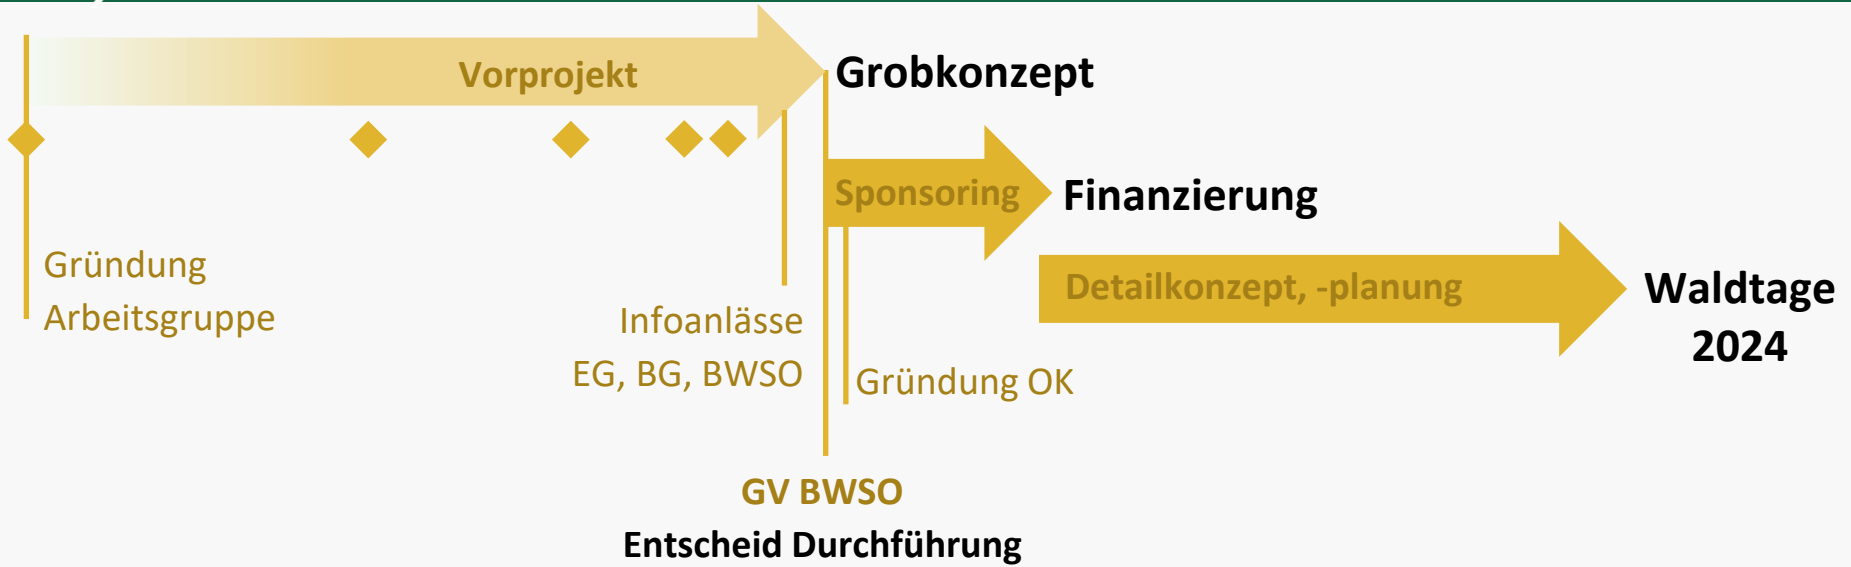 Vorprojekt
Grobkonzept
Sponsoring
Finanzierung
Gründung
Arbeitsgruppe
Detailkonzept, -planung
Waldtage
2024
Infoanlässe
EG, BG, BWSO
Gründung OK
GV BWSO
Entscheid Durchführung